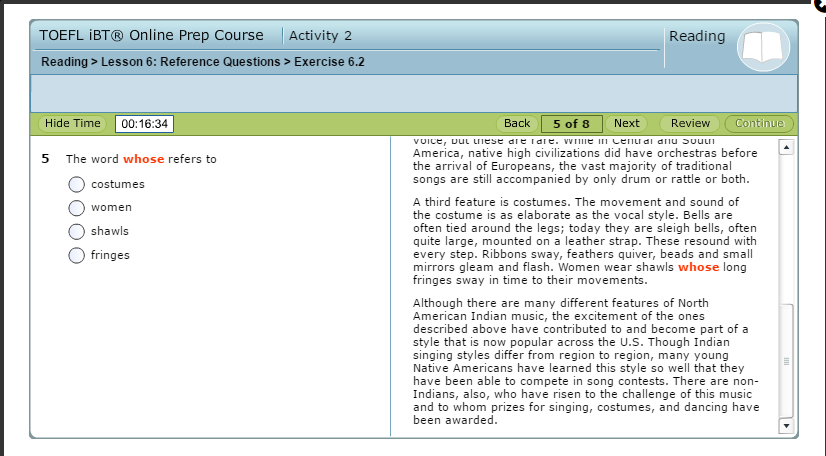 TOEFL iBT® Online Prep Course
Activity 2
Reading
Reading > Lesson 6: Reference Questions > Exercise 6.2
Hide Time
00:16:34
Back
5 of 8
Next
Review
Continue
5 The word whose refers to
costumes
women
shawls
fringes
voice, but these are rare. While in Central and South
America, native high civilizations did have orchestras before
the arrival of Europeans, the vast majority of traditional
songs are still accompanied by only drum or rattle or both.
A third feature is costumes. The movement and sound of
the costume is as elaborate as the vocal style. Bells are
often tied around the legs; today they are sleigh bells, often
quite large, mounted on a leather strap. These resound with
every step. Ribbons sway, feathers quiver, beads and small
mirrors gleam and flash. Women wear shawls whose long
fringes sway in time to their movements.
Although there are many different features of North
American Indian music, the excitement of the ones
described above have contributed to and become part of a
style that is now popular across the U.S. Though Indian
singing styles differ from region to region, many young
Native Americans have learned this style so well that they
have been able to compete in song contests. There are non-
Indians, also, who have risen to the challenge of this music
and to whom prizes for singing, costumes, and dancing have
been awarded.